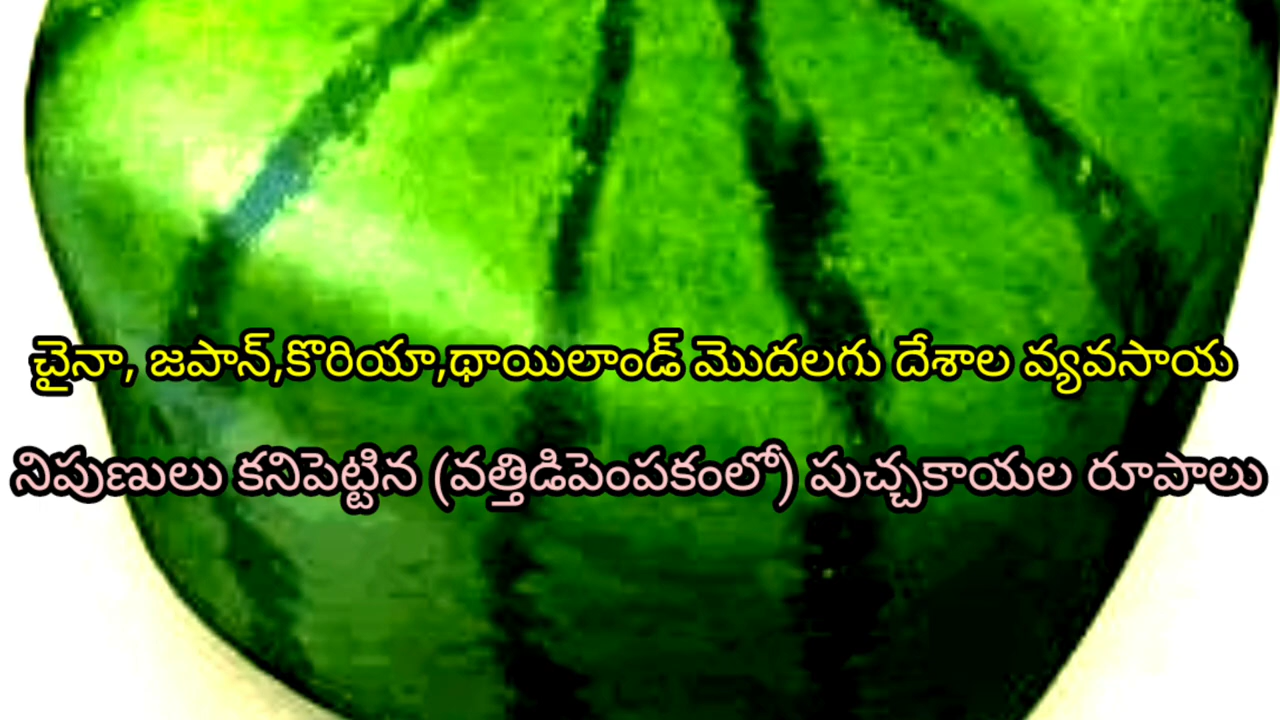 చైనా, జపాన్,కొరియా,థాయిలాండ్ మొదలగు దేశాల వ్యవసాయ
నిపుణులు కనిపెట్టిన (వత్తిడిపెంపకంలో) పుచ్చకాయల రూపాలు